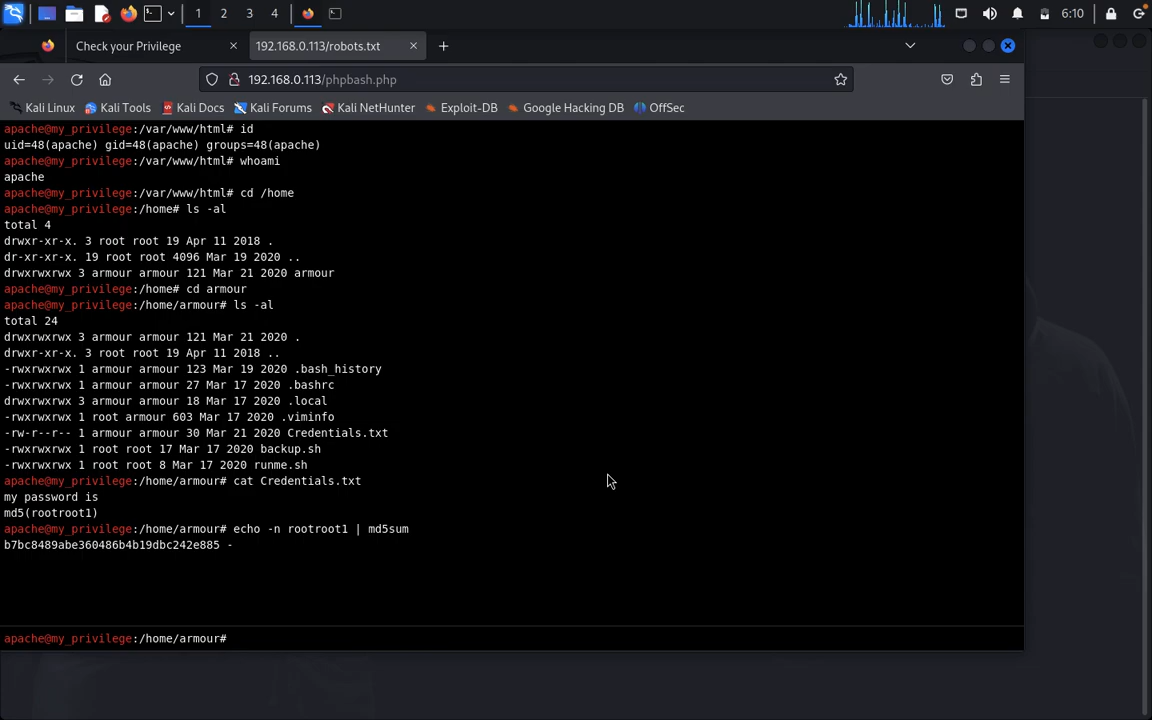 1 2 3 4 6:10
Check your Privilege 192.168.0.113/robots.txt
192.168.0.113/phpbash.php
Kali Linux Kali Tools Kali Docs Kali Forums Kali NetHunter Exploit-DB Google Hacking DB OffSec
apache@my_privilege:/var/www/html# id
uid=48(apache) gid=48(apache) groups=48(apache)
apache@my_privilege:/var/www/html# whoami
apache
apache@my_privilege:/var/www/html# cd /home
apache@my_privilege:/home# ls -al
total 4
drwxr-xr-x. 3 root root 19 Apr 11 2018 .
dr-xr-xr-x. 19 root root 4096 Mar 19 2020 ..
drwxrwxrwx 3 armour armour 121 Mar 21 2020 armour
apache@my_privilege:/home# cd armour
apache@my_privilege:/home/armour# ls -al
total 24
drwxrwxrwx 3 armour armour 121 Mar 21 2020 .
drwxr-xr-x. 3 root root 19 Apr 11 2018 ..
-rwxrwxrwx 1 armour armour 123 Mar 19 2020 .bash_history
-rwxrwxrwx 1 armour armour 27 Mar 17 2020 .bashrc
drwxrwxrwx 3 armour armour 18 Mar 17 2020 .local
-rwxrwxrwx 1 root armour 603 Mar 17 2020 .viminfo
-rw-r--r-- 1 armour armour 30 Mar 21 2020 Credentials.txt
-rwxrwxrwx 1 root root 17 Mar 17 2020 backup.sh
-rwxrwxrwx 1 root root 8 Mar 17 2020 runme.sh
apache@my_privilege:/home/armour# cat Credentials.txt
my password is
md5(rootroot1)
apache@my_privilege:/home/armour# echo -n rootroot1 | md5sum
b7bc8489abe360486b4b19dbc242e885 -
apache@my_privilege:/home/armour#